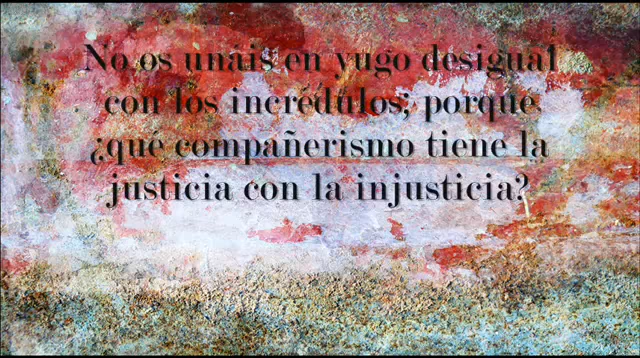 No os unáis en yugo desigual
con los incrédulos; porque
¿qué compañerismo tiene la
justicia con la injusticia?